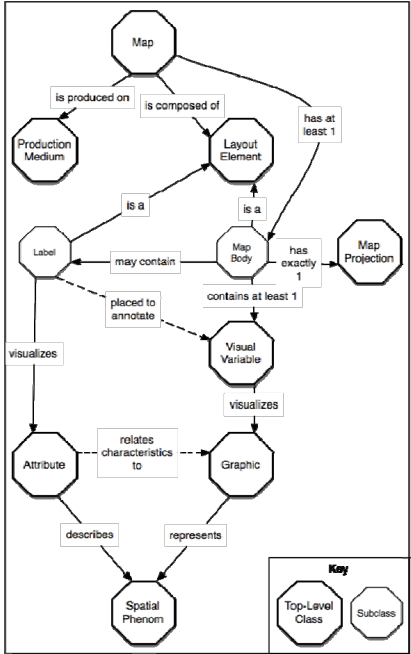 Map
is produced on
is composed of
has at
least 1
Production
Medium
Layout
Element
is a
is a
Label
may contain
Map
Body
has
exactly
1
Map
Projection
contains at least 1
placed to
annotate
Visual
Variable
visualizes
visualizes
Attribute
relates
characteristics
to
Graphic
describes
represents
Spatial
Phenom
Key
Top-Level
Class
Subclass